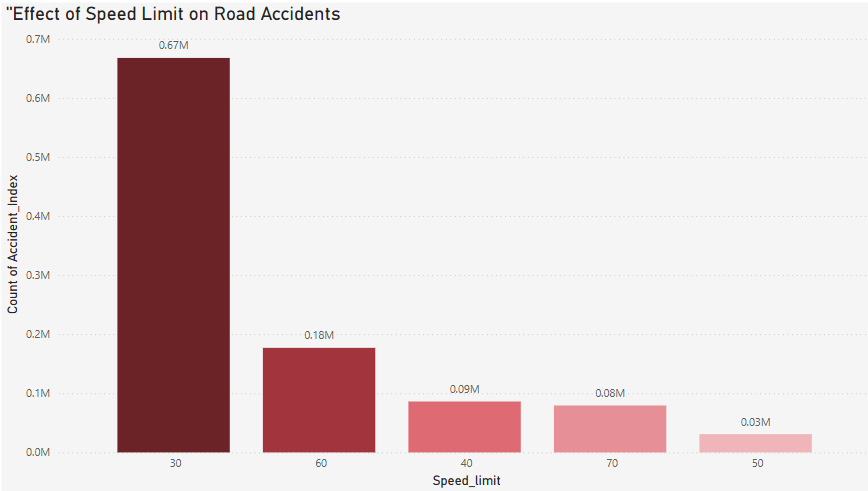 "Effect of Speed Limit on Road Accidents
0.7M
0.67M
0.6M
0.5M
Count of Accident_Index
0.4M
0.3M
0.2M
0.18M
0.1M
0.09M
0.08M
0.03M
0.0M
30 60 40 70 50
Speed_limit